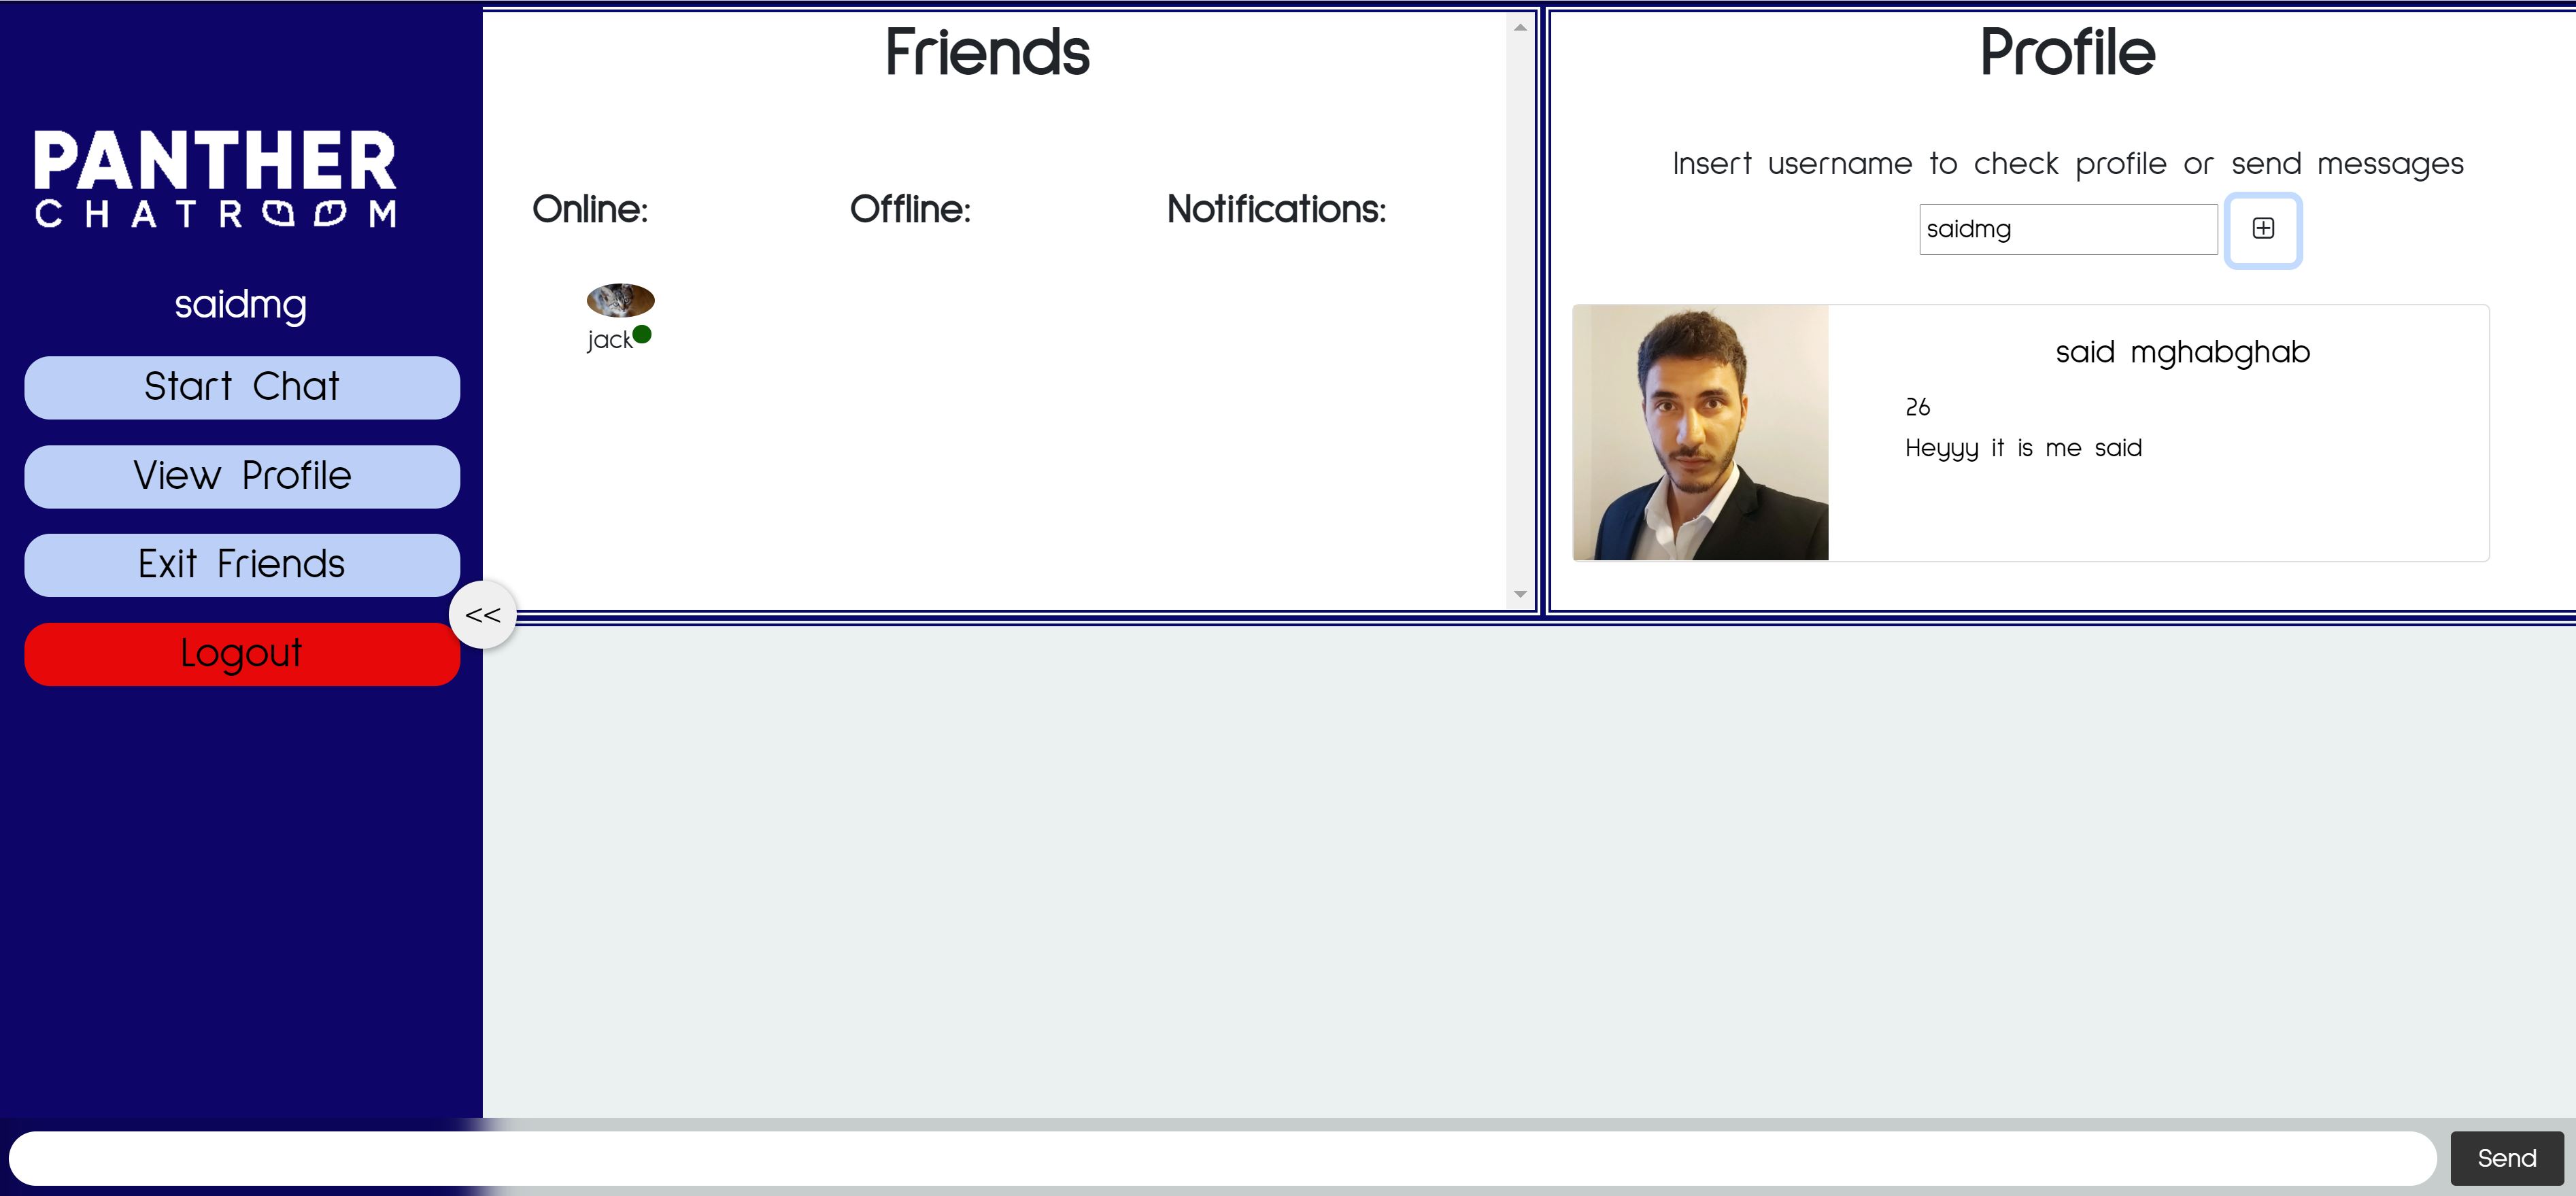 PANTHER
CHATROOM
saidmg
Start Chat
View Profile
Exit Friends
Logout
<<
Friends
Online:
Offline:
Notifications:
jack
Profile
Insert username to check profile or send messages
saidmg
said mghabghab
26
Heyyy it is me said
Send